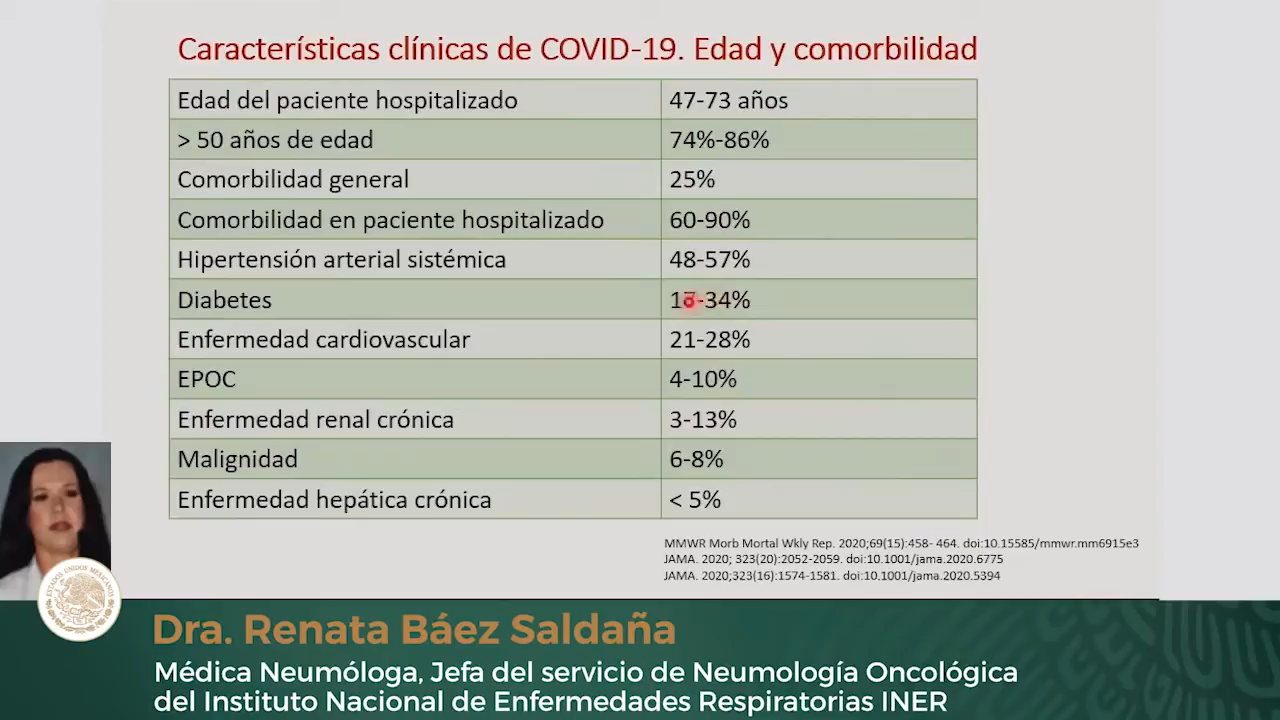 Características clínicas de COVID-19. Edad y comorbilidad
Edad del paciente hospitalizado 47-73 años
> 50 años de edad 74%-86%
Comorbilidad general 25%
Comorbilidad en paciente hospitalizado 60-90%
Hipertensión arterial sistémica 48-57%
Diabetes 17-34%
Enfermedad cardiovascular 21-28%
EPOC 4-10%
Enfermedad renal crónica 3-13%
Malignidad 6-8%
Enfermedad hepática crónica < 5%
MMWR Morb Mortal Wkly Rep. 2020;69(15):458- 464. doi:10.15585/mmwr.mm6915e3
JAMA. 2020; 323(20):2052-2059. doi:10.1001/jama.2020.6775
JAMA. 2020;323(16):1574-1581. doi:10.1001/jama.2020.5394
ESTADOS UNIDOS MEXICANOS
Dra. Renata Báez Saldaña
Médica Neumóloga, Jefa del servicio de Neumología Oncológica
del Instituto Nacional de Enfermedades Respiratorias INER